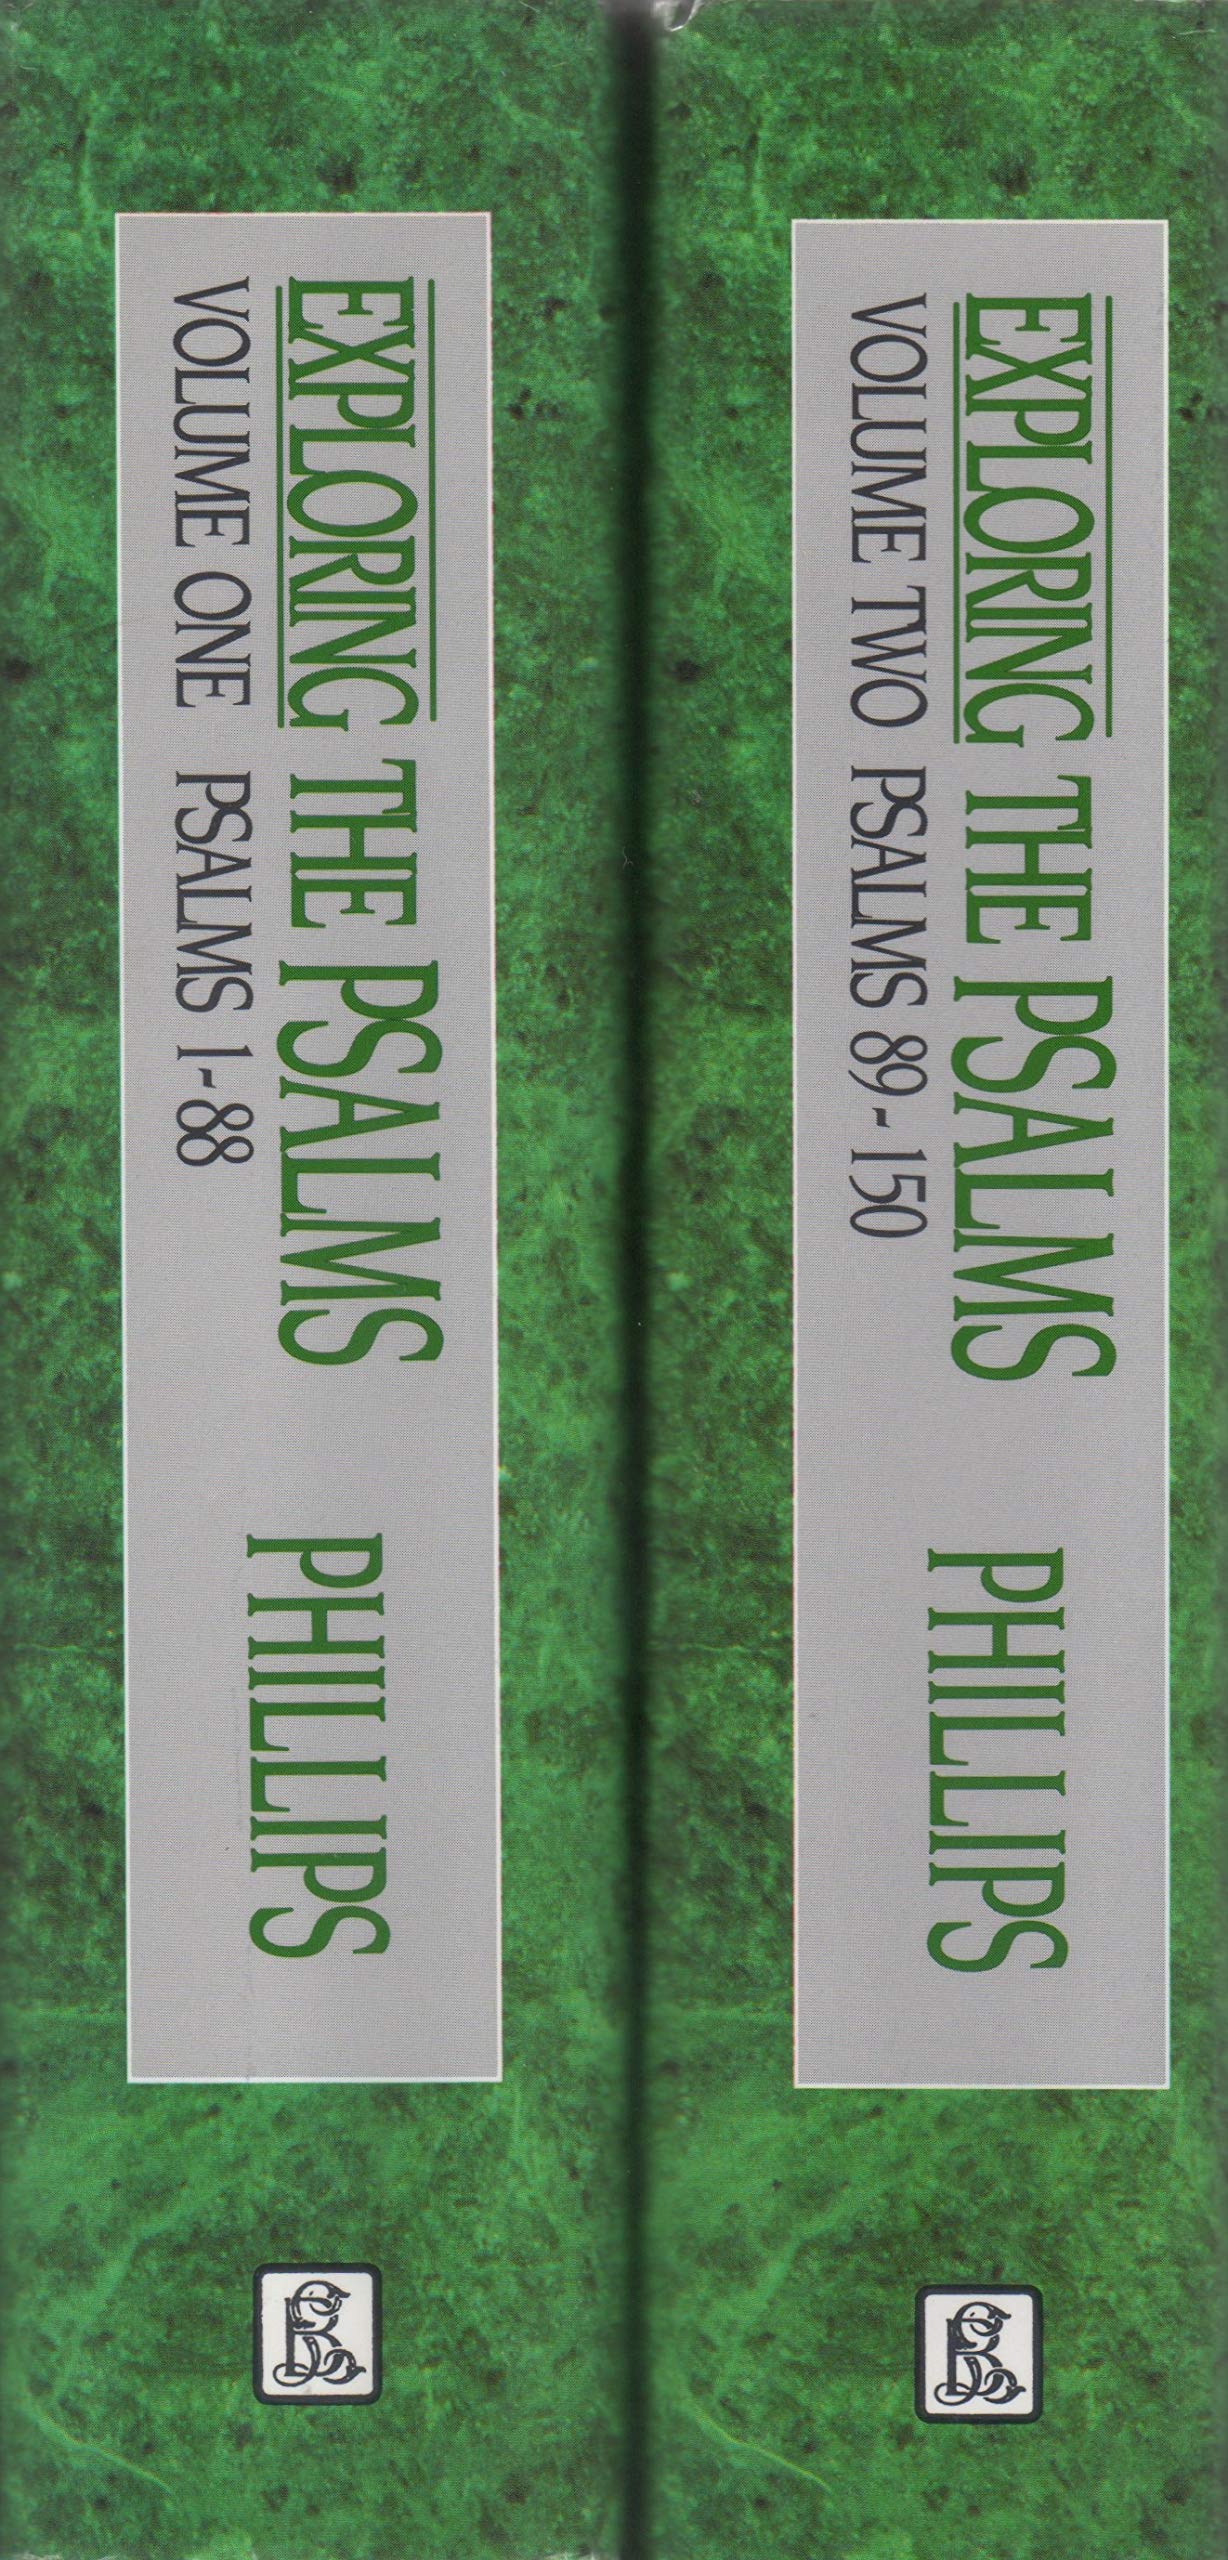 EXPLORING THE PSALMS
VOLUME ONE PSALMS 1-88
PHILLIPS
EXPLORING THE PSALMS
VOLUME TWO PSALMS 89-150
PHILLIPS